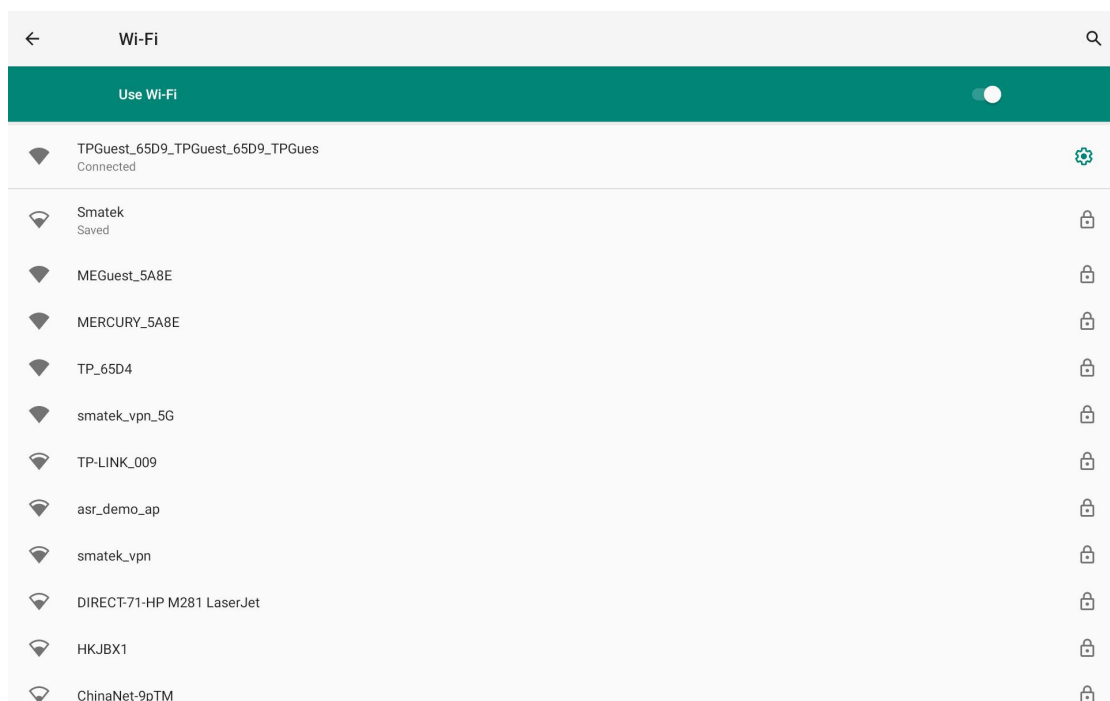 Wi-Fi
Use Wi-Fi
TPGuest_65D9_TPGuest_65D9_TPGues
Connected
Smatek
Saved
MEGuest_5A8E
MERCURY_5A8E
TP_65D4
smatek_vpn_5G
TP-LINK_009
asr_demo_ap
smatek_vpn
DIRECT-71-HP M281 LaserJet
HKJBX1
ChinaNet-9pTM